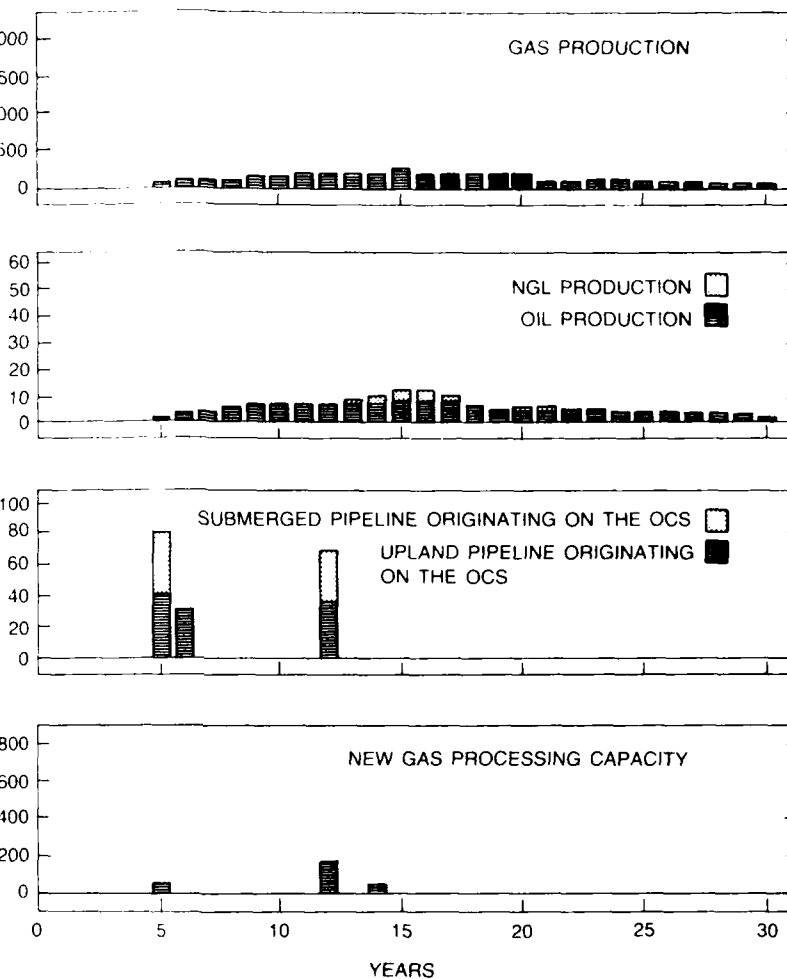 GAS PRODUCTION
000
500
000
500
0
NGL PRODUCTION
OIL PRODUCTION
60
50
40
30
20
10
0
SUBMERGED PIPELINE ORIGINATING ON THE OCS
UPLAND PIPELINE ORIGINATING
ON THE OCS
100
80
60
40
20
0
NEW GAS PROCESSING CAPACITY
800
600
400
200
0
0 5 10 15 20 25 30
YEARS